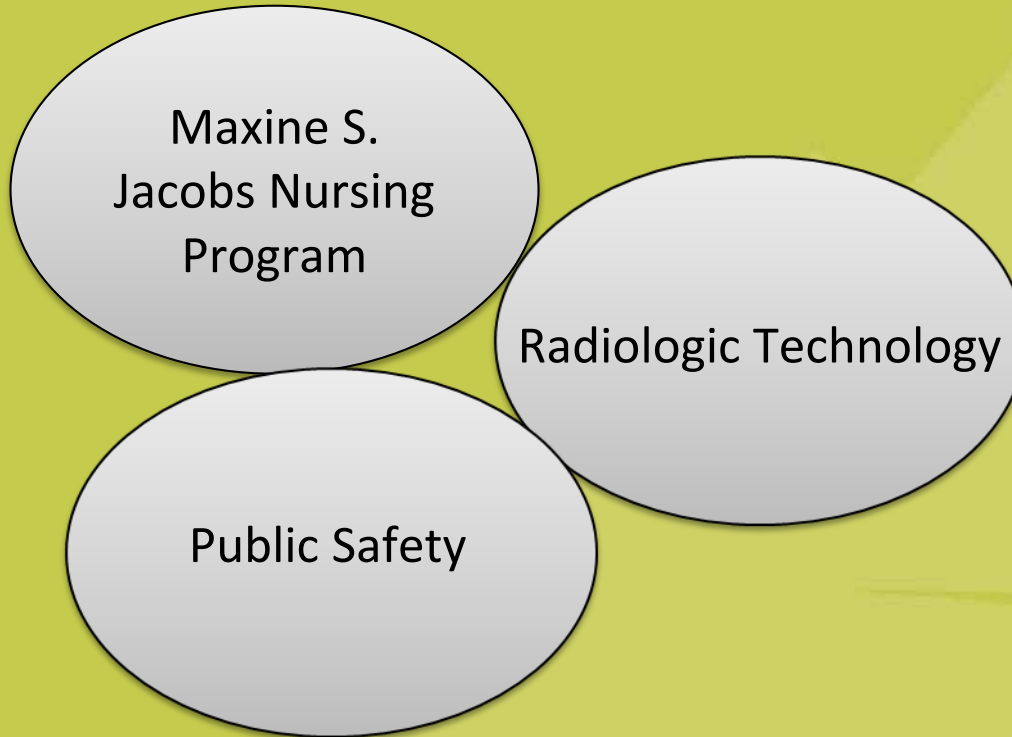 Maxine S.
Jacobs Nursing
Program
Radiologic Technology
Public Safety